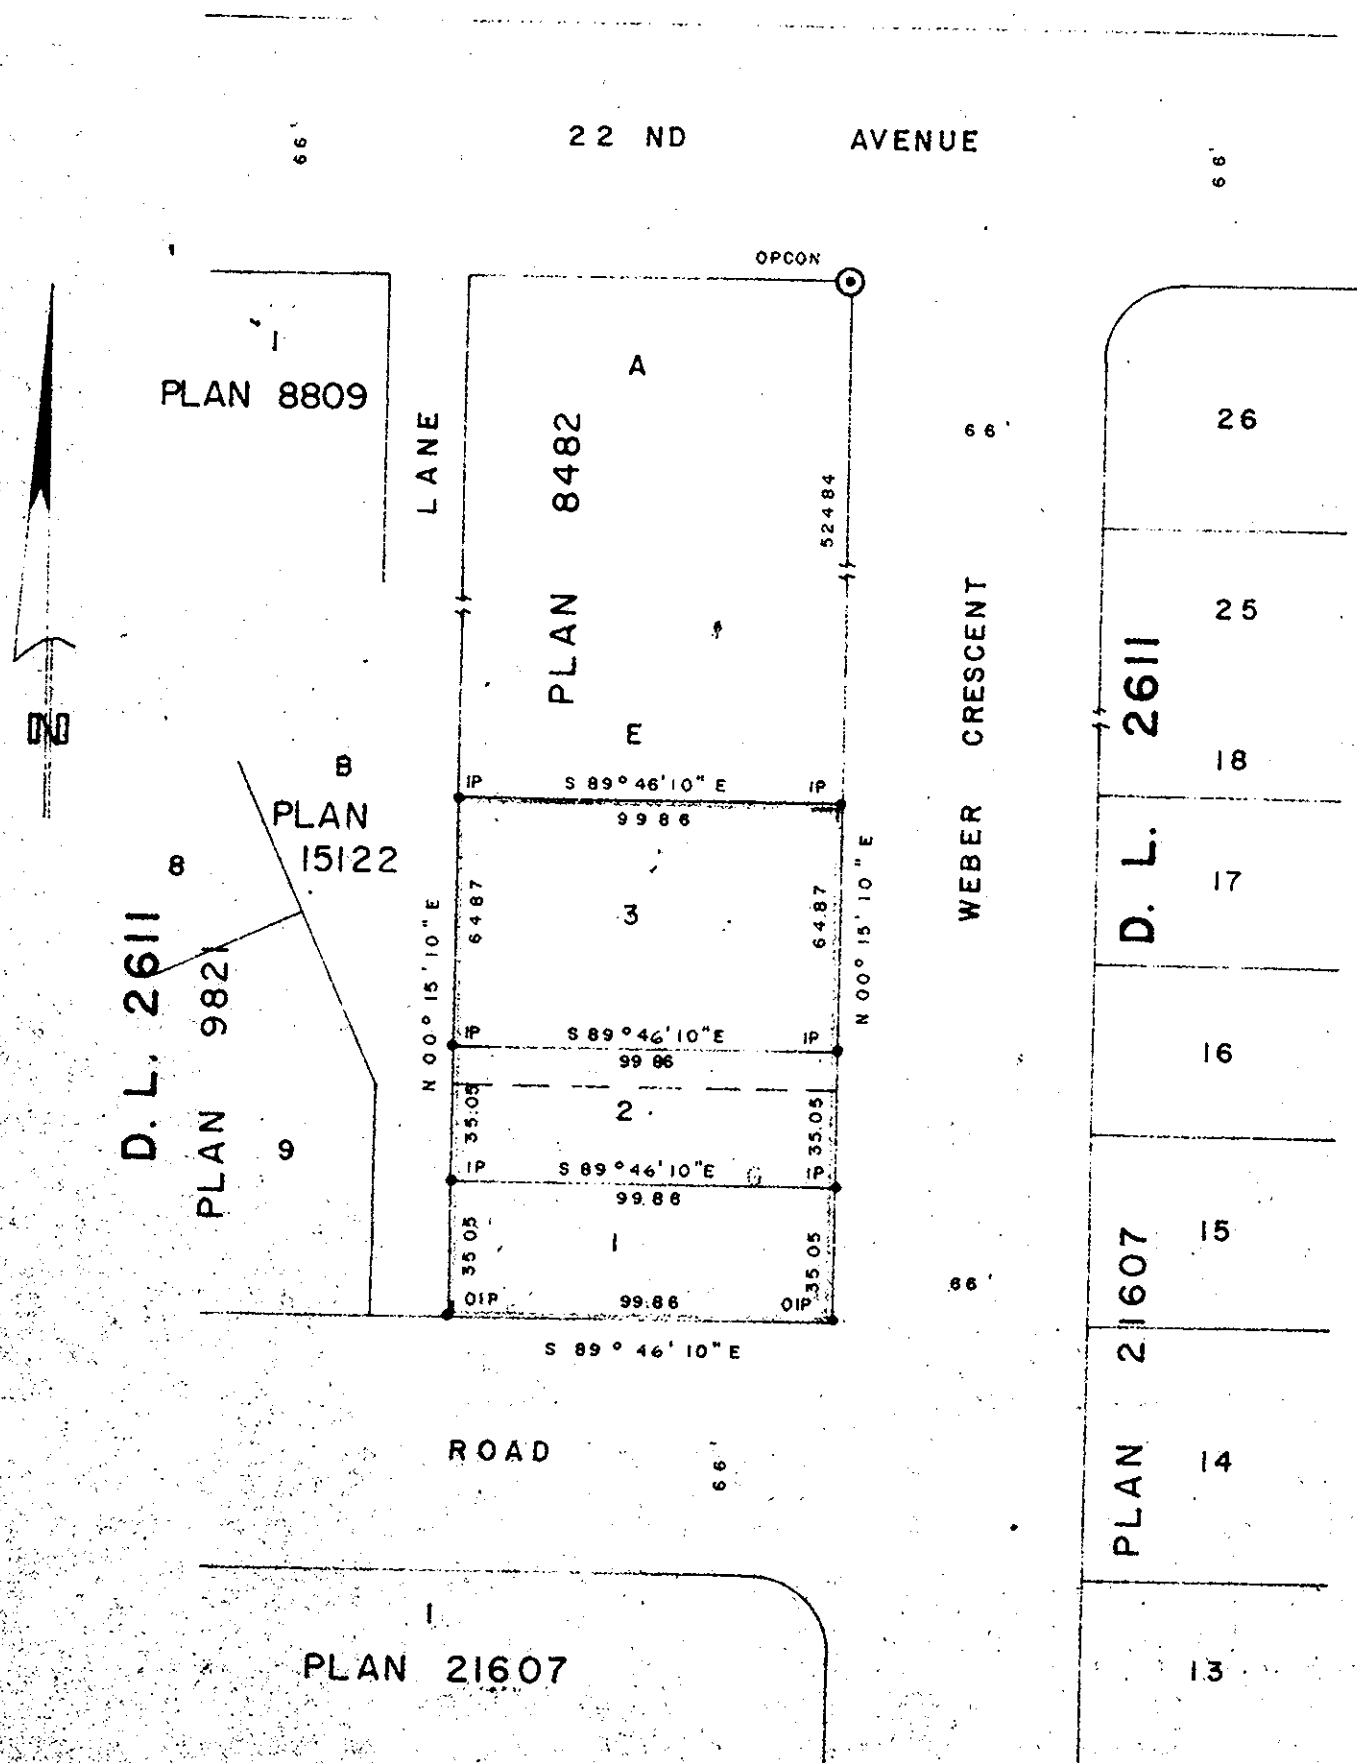 22 ND AVENUE
66'
66'
OPCON
1
PLAN 8809
LANE
A
PLAN 8482
524 84
66'
26
25
WEBER CRESCENT
D. L. 2611
18
17
16
15
14
13
PLAN 21607
N
B
PLAN
15122
8
D. L. 2611
PLAN 9821
9
E
IP S 89° 46' 10" E IP
99 86
64 87
3
64.87
N 00° 15' 10" E
N 00° 15' 10" E
IP S 89° 46' 10" E IP
99 86
35.05
2
35.05
IP S 89° 46' 10" E IP
99.86
35 05
1
35 05
OIP 99.86 OIP
S 89° 46' 10" E
66'
ROAD
66'
1
PLAN 21607